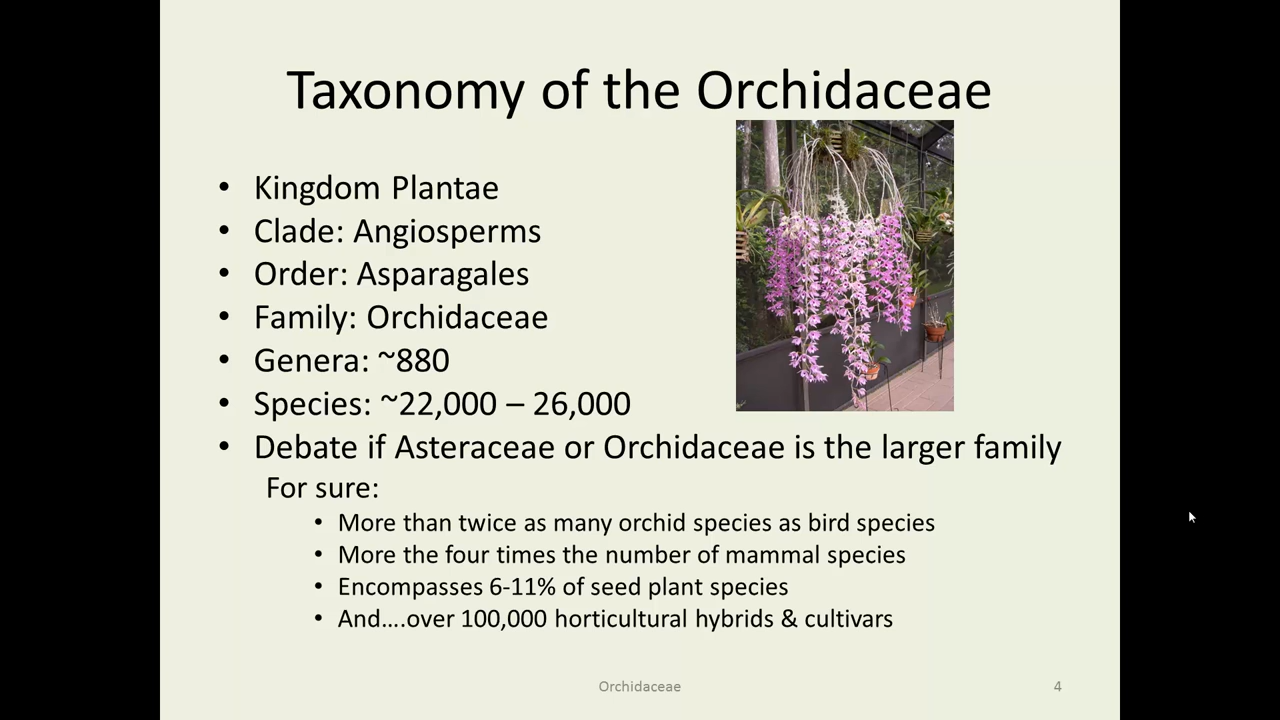 Taxonomy of the Orchidaceae
• Kingdom Plantae
• Clade: Angiosperms
• Order: Asparagales
• Family: Orchidaceae
• Genera: ~880
• Species: ~22,000 – 26,000
• Debate if Asteraceae or Orchidaceae is the larger family
For sure:
• More than twice as many orchid species as bird species
• More the four times the number of mammal species
• Encompasses 6-11% of seed plant species
• And….over 100,000 horticultural hybrids & cultivars
Orchidaceae
4